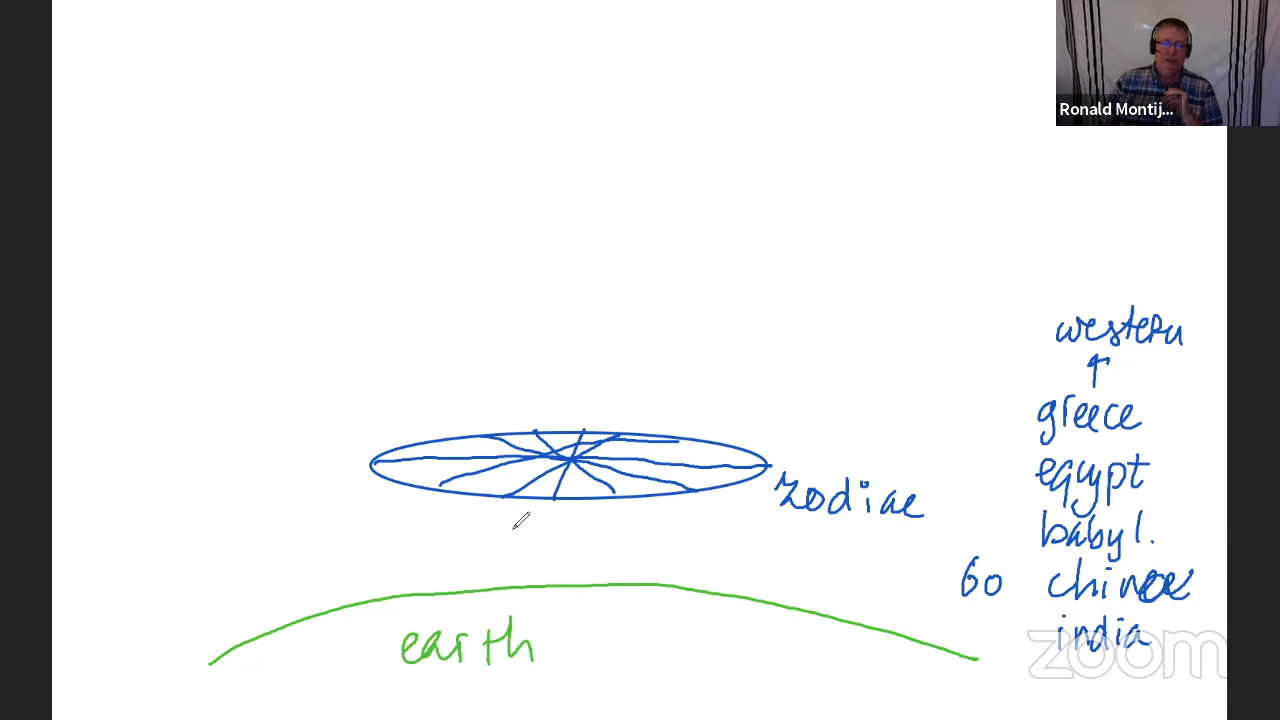 Ronald Montij...
western
greece
egypt
zodiac
babyl.
60 chinese
india
earth
zoom